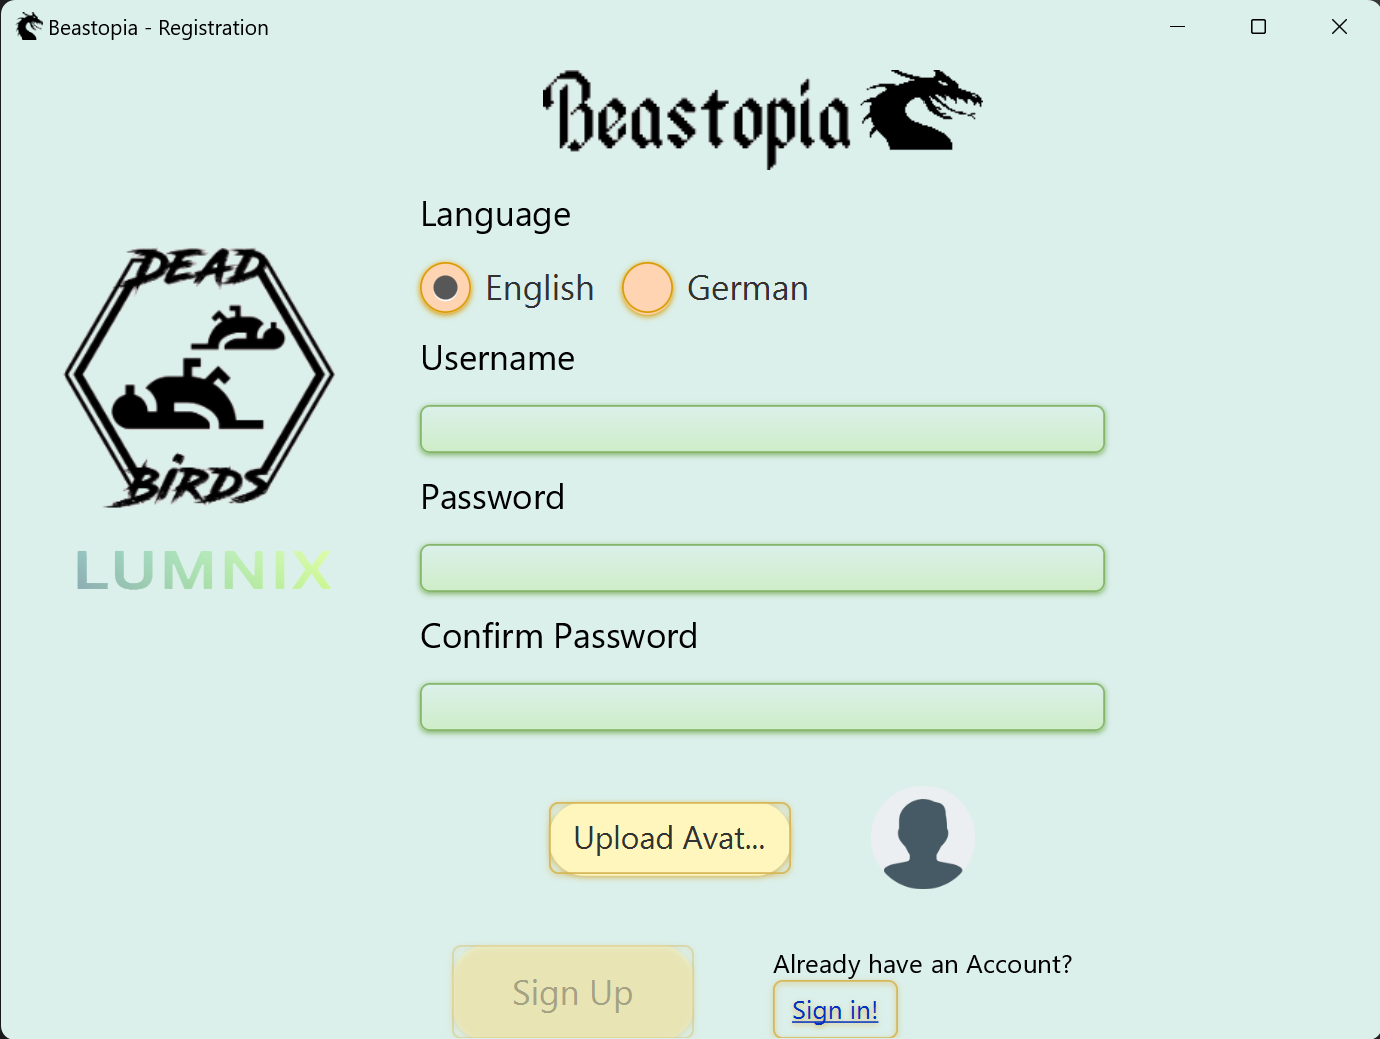 Beastopia - Registration
Beastopia
Language
English German
Username
Password
Confirm Password
DEAD
BIRDS
LUMNIX
Upload Avat...
Sign Up
Already have an Account?
Sign in!